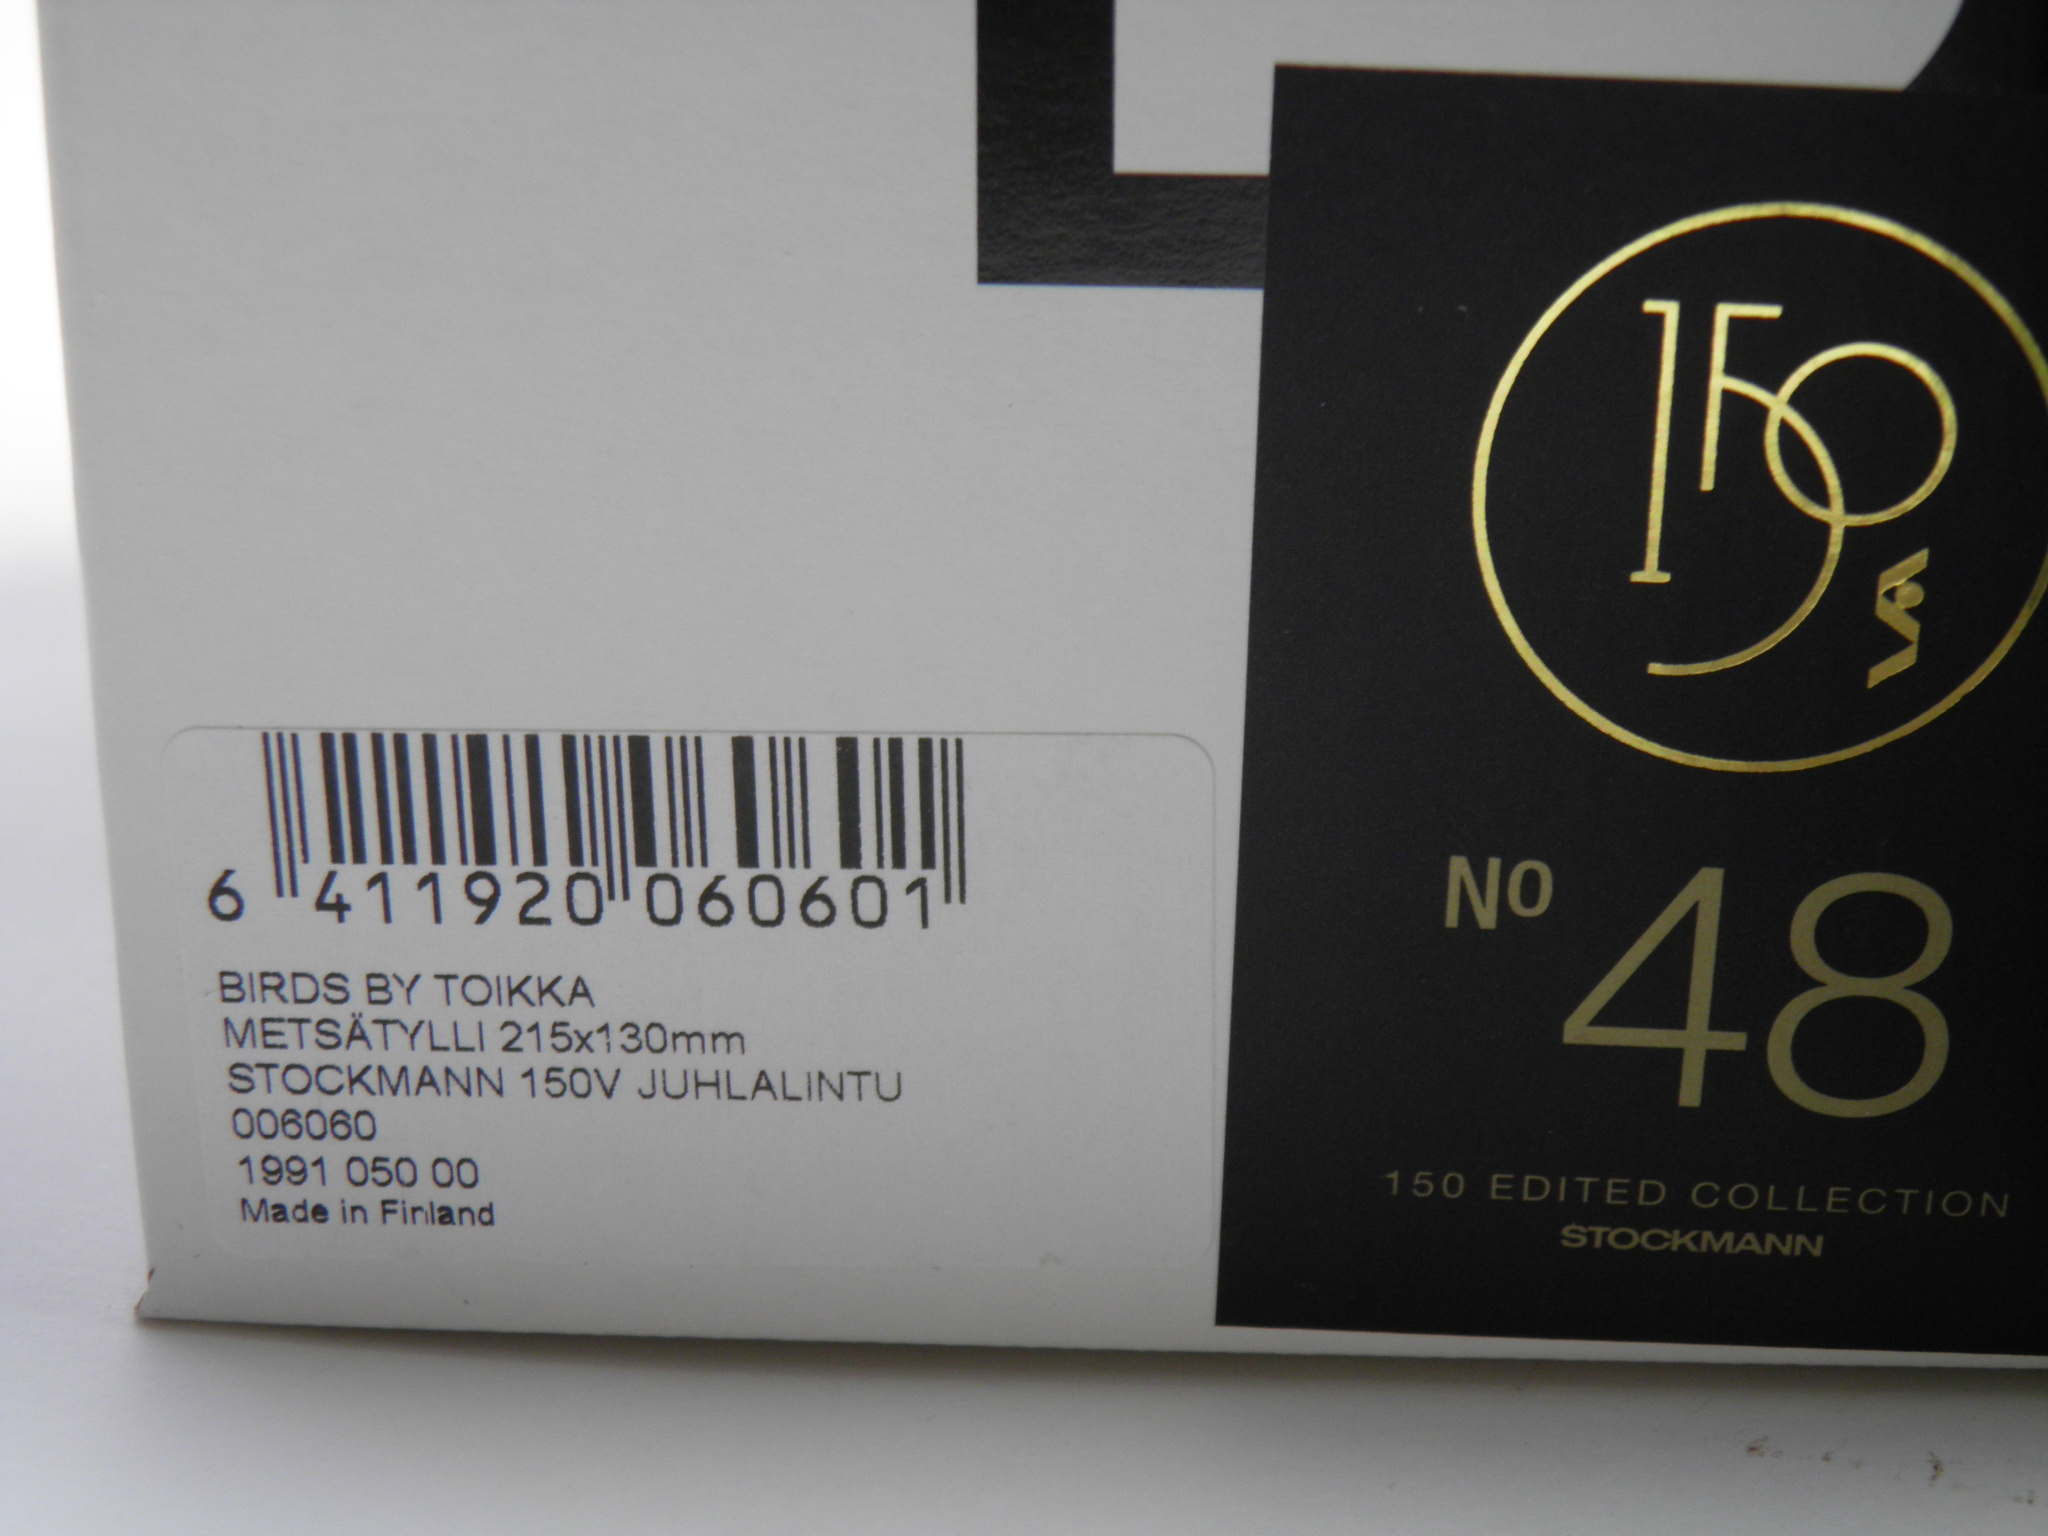 6 411920 060601
BIRDS BY TOIKKA
METSÄTYLLI 215x130mm
STOCKMANN 150V JUHLALINTU
006060
1991 050 00
Made in Finland
150
No 48
150 EDITED COLLECTION
STOCKMANN